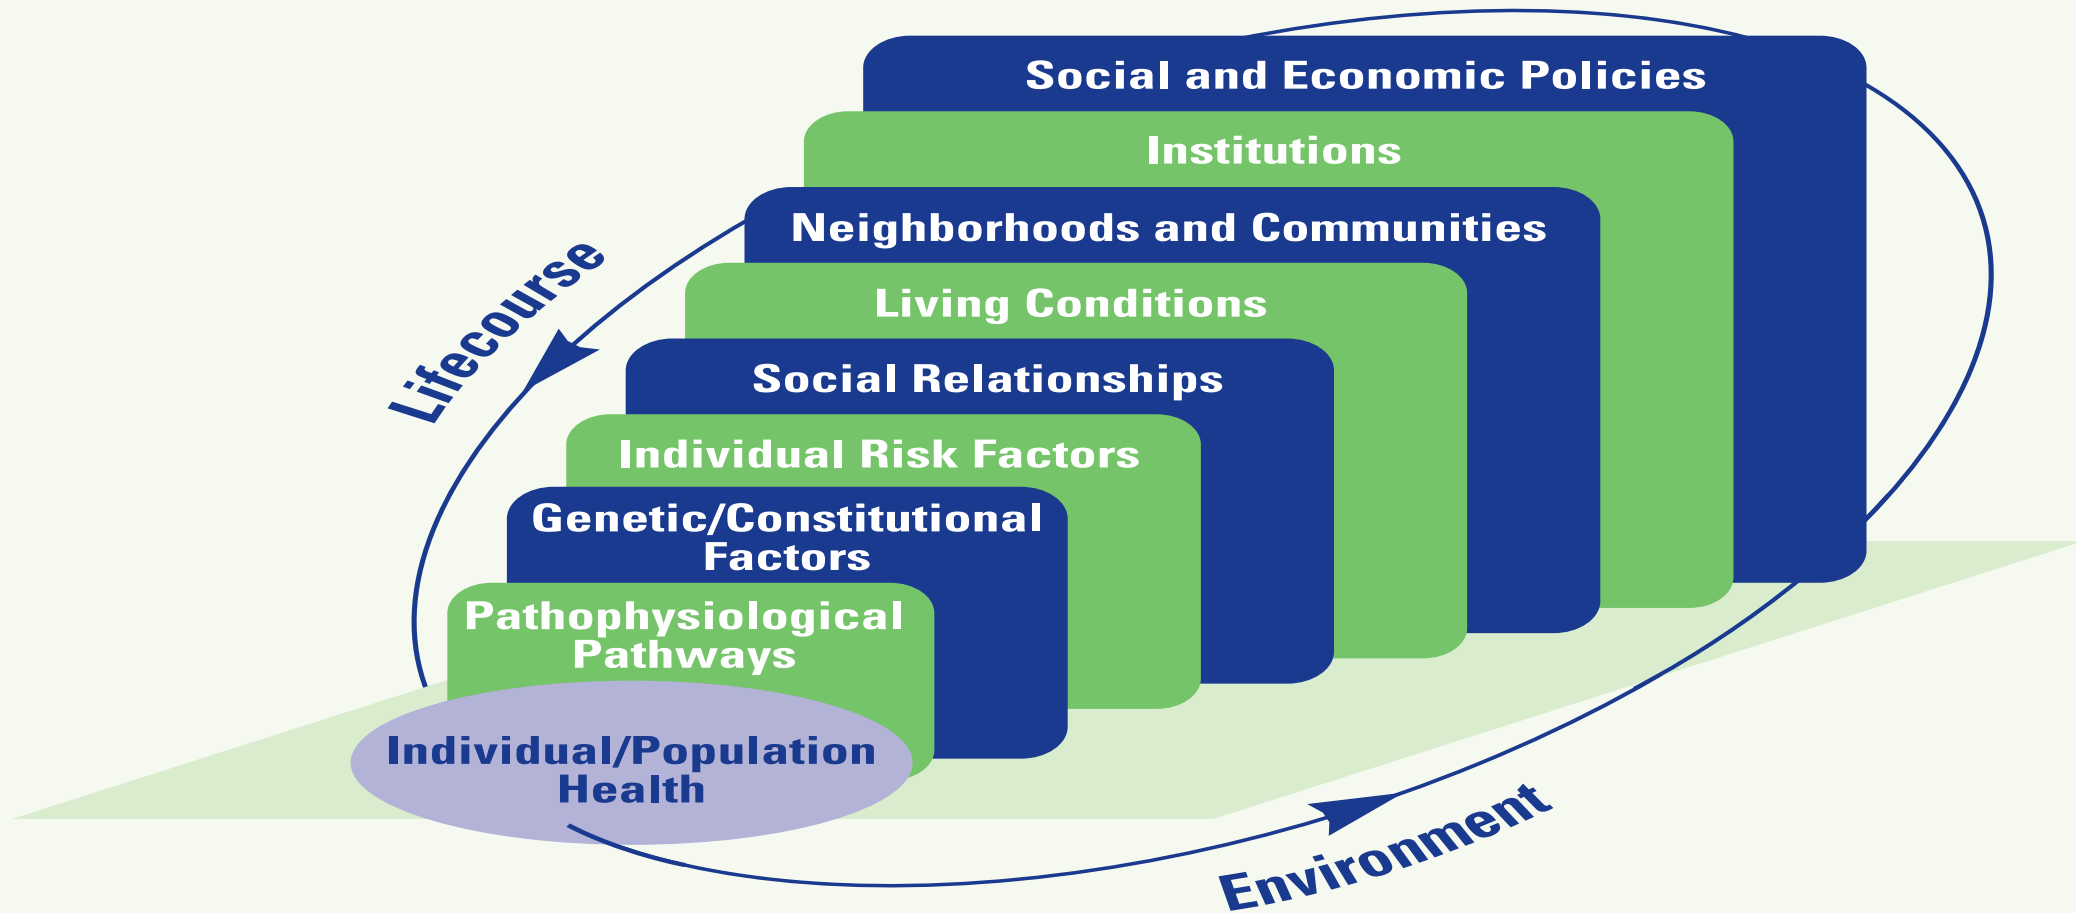 Social and Economic Policies
Institutions
Neighborhoods and Communities
Living Conditions
Social Relationships
Individual Risk Factors
Genetic/Constitutional
Factors
Pathophysiological
Pathways
Individual/Population
Health
Lifecourse
Environment